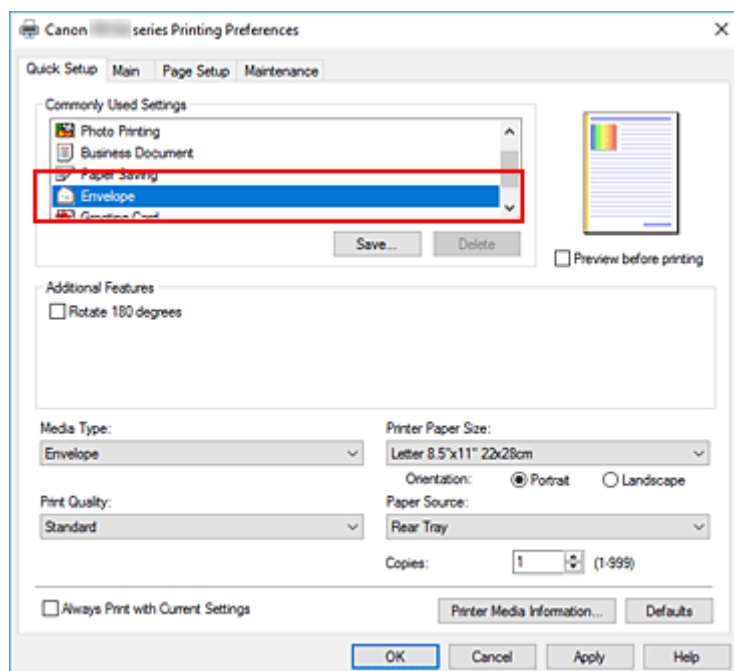 Canon series Printing Preferences
Quick Setup Main Page Setup Maintenance
Commonly Used Settings
Photo Printing
Business Document
Paper Saving
Envelope
Greeting Card
Save... Delete
Preview before printing
Additional Features
Rotate 180 degrees
Media Type: Printer Paper Size:
Envelope Letter 8.5"x11" 22x28cm
Orientation: Portrait Landscape
Print Quality: Paper Source:
Standard Rear Tray
Copies: 1 (1-999)
Always Print with Current Settings Printer Media Information... Defaults
OK Cancel Apply Help